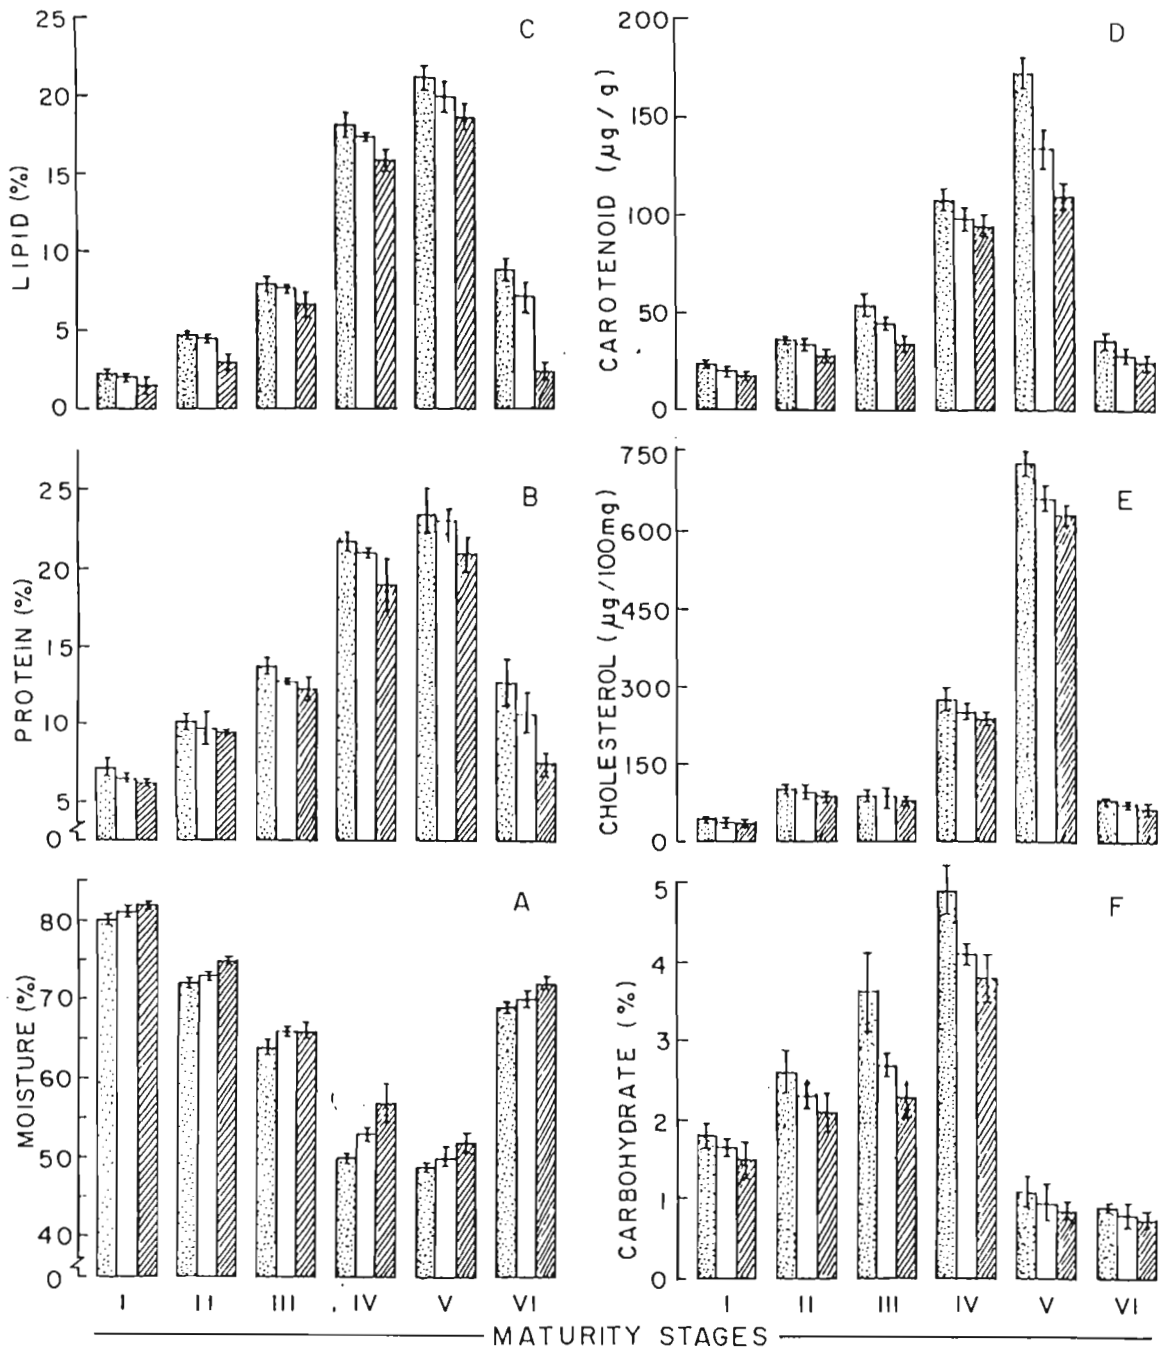 C
25
20
15
10
5
0
LIPID (%)
D
200
150
100
50
0
CAROTENOID (µg/g)
B
25
20
15
10
5
0
PROTEIN (%)
E
750
600
450
300
150
0
CHOLESTEROL (µg/100mg)
A
80
70
60
50
40
0
MOISTURE (%)
F
5
4
3
2
1
0
CARBOHYDRATE (%)
I II III IV V VI
I II III IV V VI
MATURITY STAGES